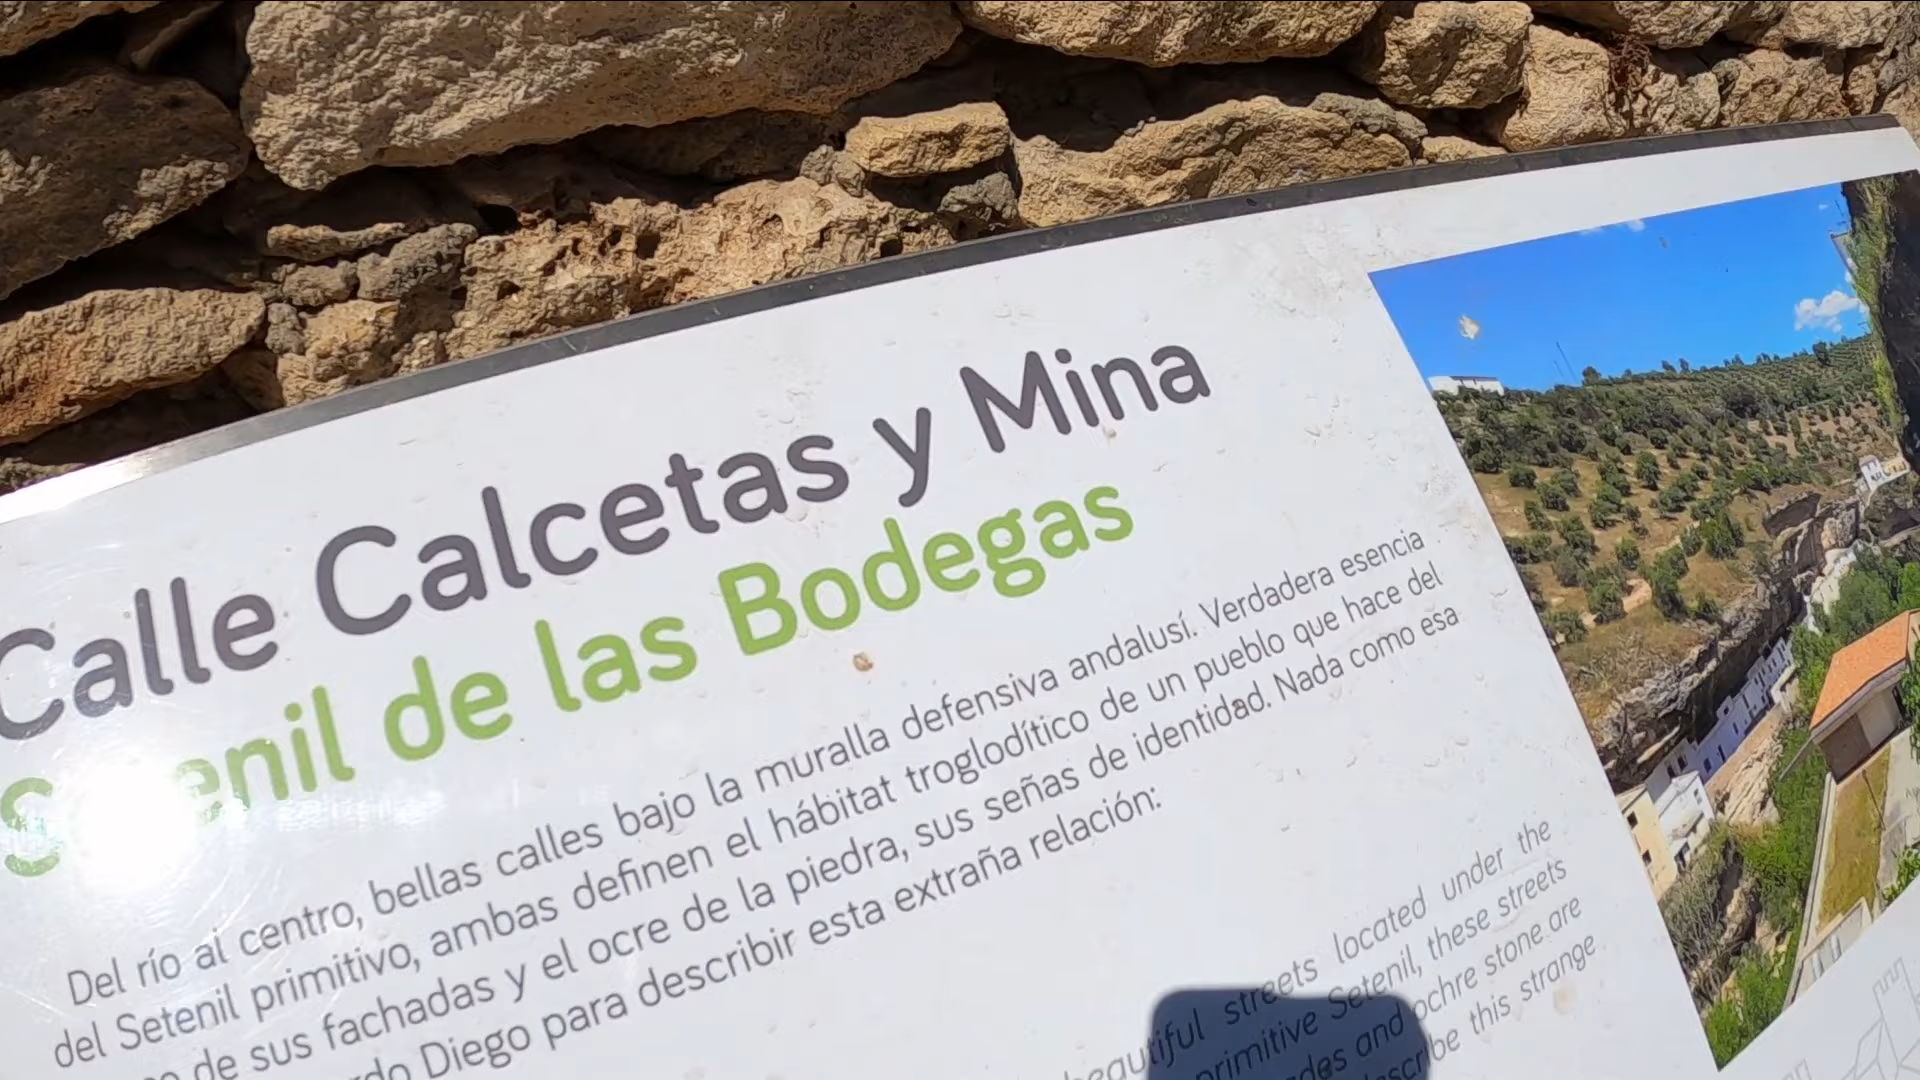 Calle Calcetas y Mina
Setenil de las Bodegas
Del río al centro, bellas calles bajo la muralla defensiva andalusí. Verdadera esencia
del Setenil primitivo, ambas definen el hábitat troglodítico de un pueblo que hace del
de sus fachadas y el ocre de la piedra, sus señas de identidad. Nada como esa
Diego para describir esta extraña relación:
beautiful streets located under the
primitive Setenil, these streets
and ochre stone are
this strange